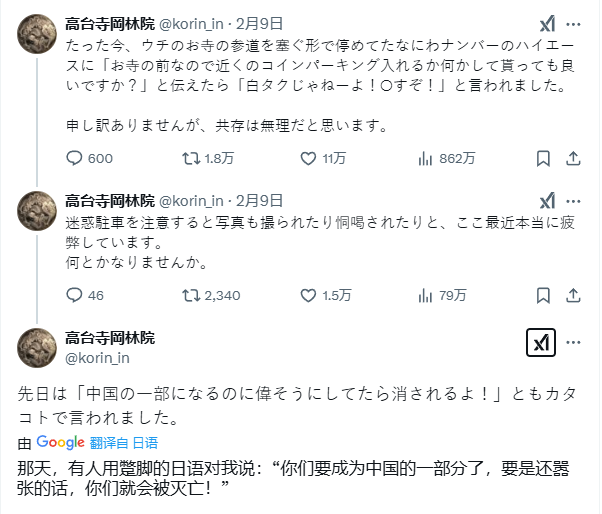 高台寺岡林院 @korin_in · 2月9日
たった今、ウチのお寺の参道を塞ぐ形で停めてたなにわナンバーのハイエー
スに「お寺の前なので近くのコインパーキング入れるか何かして貰っても良
いですか？」と伝えたら「白タクじゃねーよ！〇すぞ！」と言われました。
申し訳ありませんが、共存は無理だと思います。
600 1.8万 11万 862万
高台寺岡林院 @korin_in · 2月9日
迷惑駐車を注意すると写真も撮られたり恫喝されたりと、ここ最近本当に疲
弊しています。
何とかなりませんか。
46 2,340 1.5万 79万
高台寺岡林院
@korin_in
先日は「中国の一部になるのに偉そうにしてたら消されるよ！」ともカタ
コトで言われました。
由 Google 翻译自 日语
那天，有人用蹩脚的日语对我说：“你们要成为中国的一部分了，要是还嚣
张的话，你们就会被灭亡！”